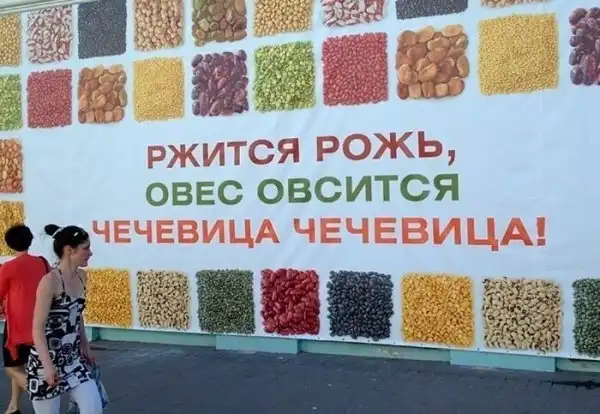 РЖИТСЯ РОЖЬ,
ОВЕС ОВСИТСЯ
ЧЕЧЕВИЦА ЧЕЧЕВИЦА!